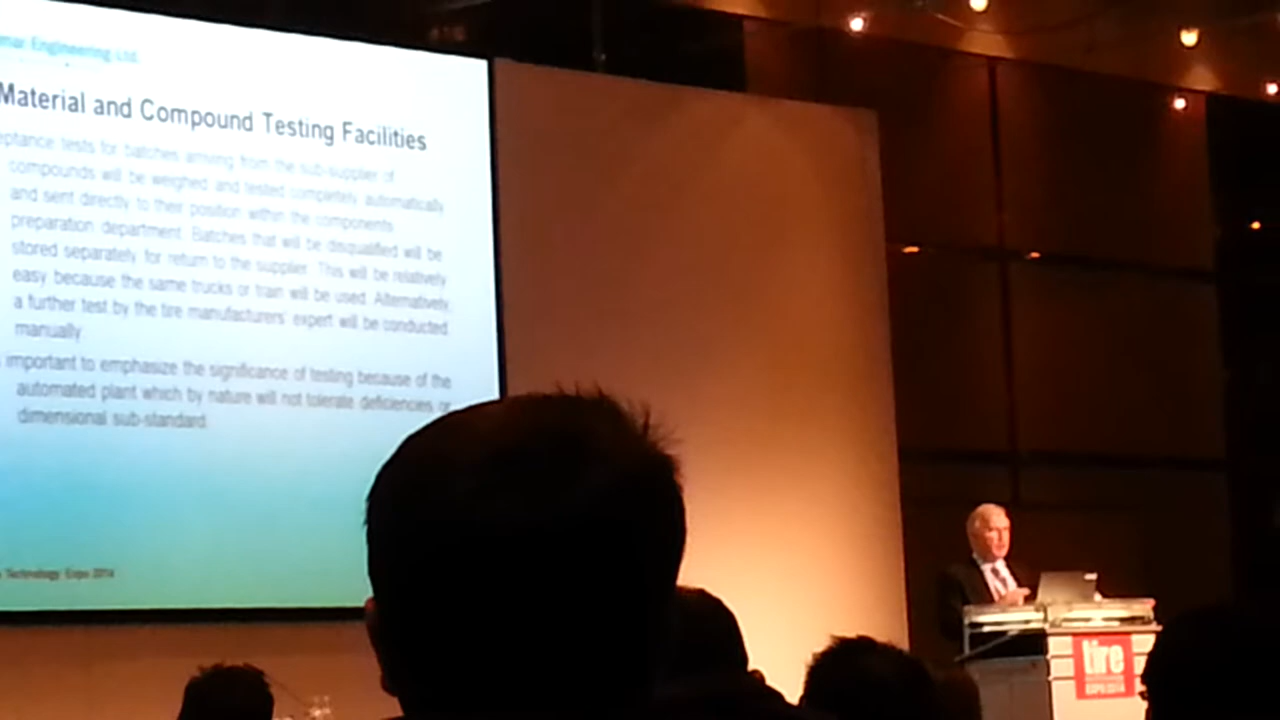 Engineering Ltd.
Material and Compound Testing Facilities
eptance tests for batches arriving from the sub-supplier of
compounds will be weighed and tested completely automatically
and sent directly to their position within the components
preparation department. Batches that will be disqualified will be
stored separately for return to the supplier. This will be relatively
easy because the same trucks or train will be used. Alternatively,
a further test by the tire manufacturers' expert will be conducted
manually.
important to emphasize the significance of testing because of the
automated plant which by nature will not tolerate deficiencies or
dimensional sub-standard.
Technology Expo 2014
tire
EXPO 2014